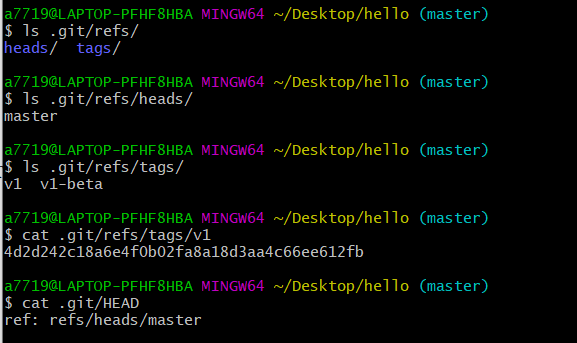 a7719@LAPTOP-PFHF8HBA MINGW64 ~/Desktop/hello (master)
$ ls .git/refs/
heads/  tags/
a7719@LAPTOP-PFHF8HBA MINGW64 ~/Desktop/hello (master)
$ ls .git/refs/heads/
master
a7719@LAPTOP-PFHF8HBA MINGW64 ~/Desktop/hello (master)
$ ls .git/refs/tags/
v1  v1-beta
a7719@LAPTOP-PFHF8HBA MINGW64 ~/Desktop/hello (master)
$ cat .git/refs/tags/v1
4d2d242c18a6e4f0b02fa8a18d3aa4c66ee612fb
a7719@LAPTOP-PFHF8HBA MINGW64 ~/Desktop/hello (master)
$ cat .git/HEAD
ref: refs/heads/master